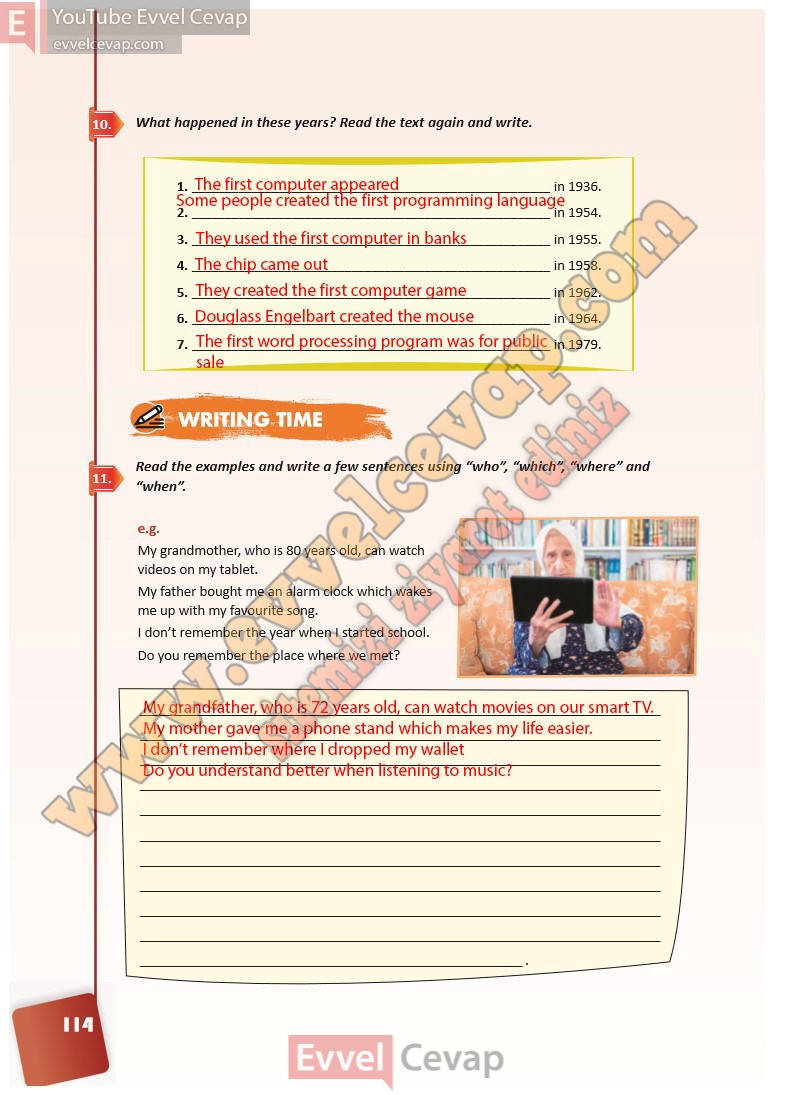 E YouTube Evvel Cevap
evvelcevap.com
10. What happened in these years? Read the text again and write.
1. The first computer appeared in 1936.
Some people created the first programming language
2. in 1954.
3. They used the first computer in banks in 1955.
4. The chip came out in 1958.
5. They created the first computer game in 1962.
6. Douglass Engelbart created the mouse in 1964.
7. The first word processing program was for public in 1979.
sale
WRITING TIME
11. Read the examples and write a few sentences using “who”, “which”, “where” and
“when”.
e.g.
My grandmother, who is 80 years old, can watch
videos on my tablet.
My father bought me an alarm clock which wakes
me up with my favourite song.
I don’t remember the year when I started school.
Do you remember the place where we met?
My grandfather, who is 72 years old, can watch movies on our smart TV.
My mother gave me a phone stand which makes my life easier.
I don’t remember where I dropped my wallet
Do you understand better when listening to music?
.
www.evvelcevap.com
sitemizi ziyaret ediniz
114
Evvel Cevap